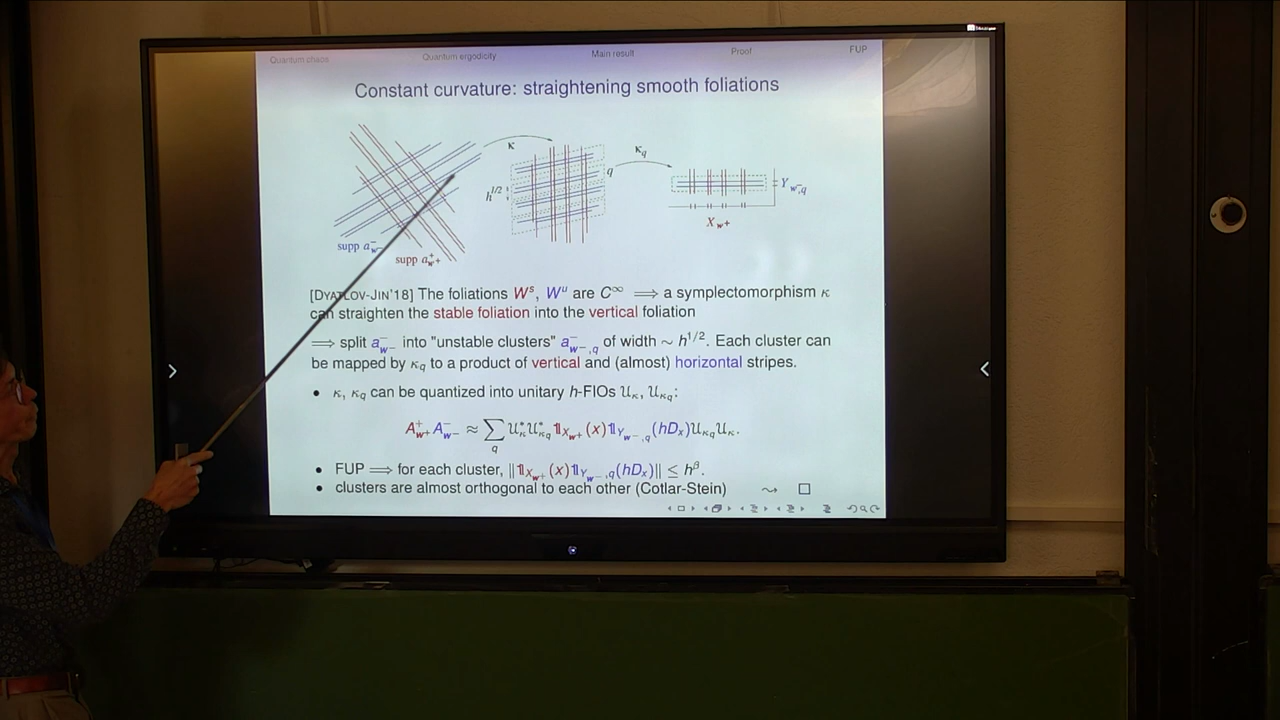 Quantum chaos Quantum ergodicity Main result Proof FUP
Constant curvature: straightening smooth foliations
κ
κ_q
h^{1/2}
q
Y_{w^-,q}
X_{w^+}
supp a^-_{w^-}
supp a^+_{w^+}
[DYATLOV-JIN'18] The foliations W^s, W^u are C^∞ ⟹ a symplectomorphism κ
can straighten the stable foliation into the vertical foliation
⟹ split a^-_{w^-} into "unstable clusters" a^-_{w^-,q} of width ∼ h^{1/2}. Each cluster can
be mapped by κ_q to a product of vertical and (almost) horizontal stripes.
• κ, κ_q can be quantized into unitary h-FIOs U_κ, U_{κ_q}:
A^+_{w^+} A^-_{w^-} ≈ ∑_q U^*_κ U^*_{κ_q} 𝟙_{X_{w^+}}(x) 𝟙_{Y_{w^-,q}}(hD_x) U_{κ_q} U_κ.
• FUP ⟹ for each cluster, ‖𝟙_{X_{w^+}}(x) 𝟙_{Y_{w^-,q}}(hD_x)‖ ≤ h^β.
• clusters are almost orthogonal to each other (Cotlar-Stein) ⇝ □